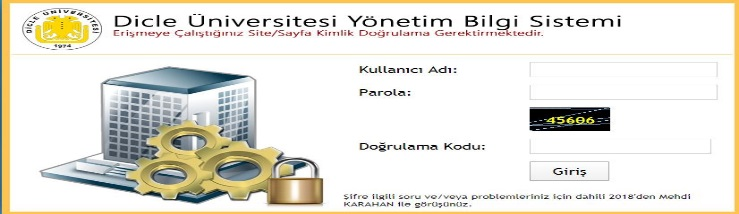 DİCLE ÜNİVERSİTESİ
1974
Dicle Üniversitesi Yönetim Bilgi Sistemi
Erişmeye Çalıştığınız Site/Sayfa Kimlik Doğrulama Gerektirmektedir.
Kullanıcı Adı:
Parola:
45606
Doğrulama Kodu:
Giriş
Şifre ilgili soru ve/veya problemleriniz için dahili 2018'den Mehdi
KARAHAN ile görüşünüz.